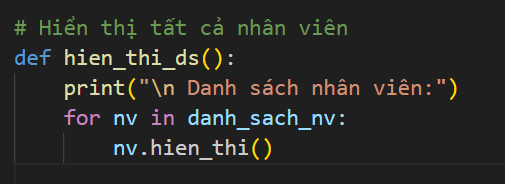 # Hiển thị tất cả nhân viên
def hien_thi_ds():
    print("\n Danh sách nhân viên:")
    for nv in danh_sach_nv:
        nv.hien_thi()